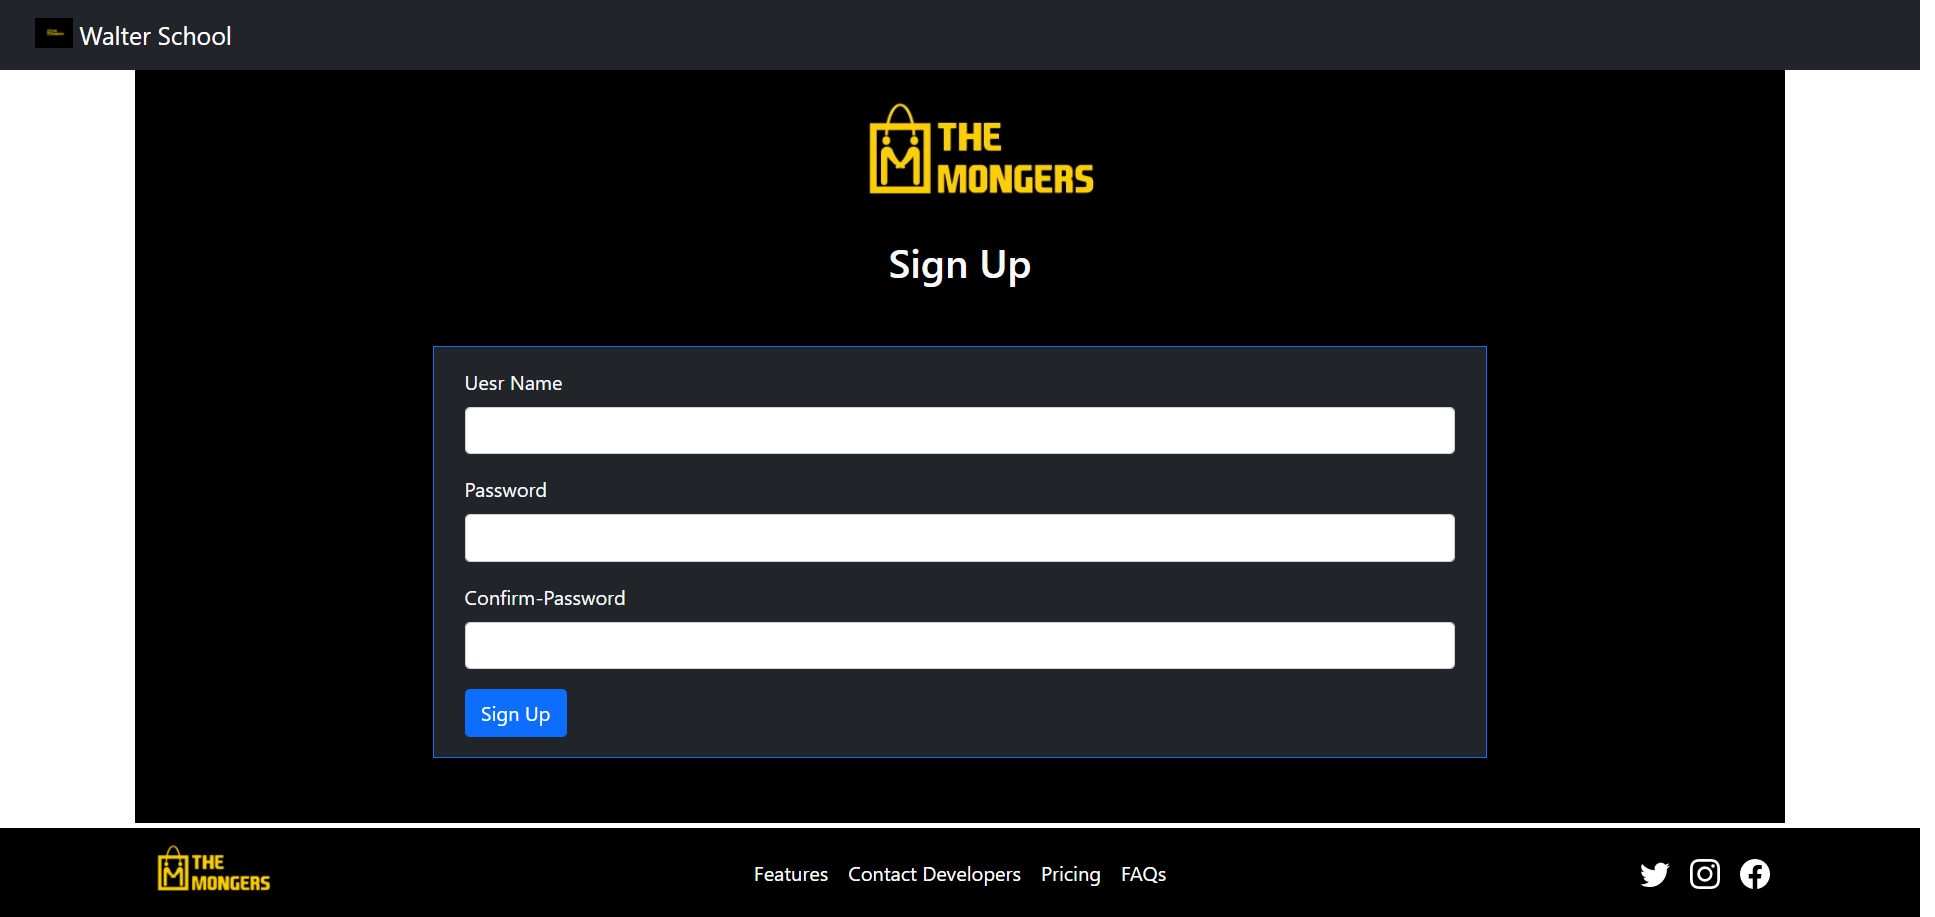 Walter School
THE
MONGERS
Sign Up
Uesr Name
Password
Confirm-Password
Sign Up
THE
MONGERS
Features Contact Developers Pricing FAQs